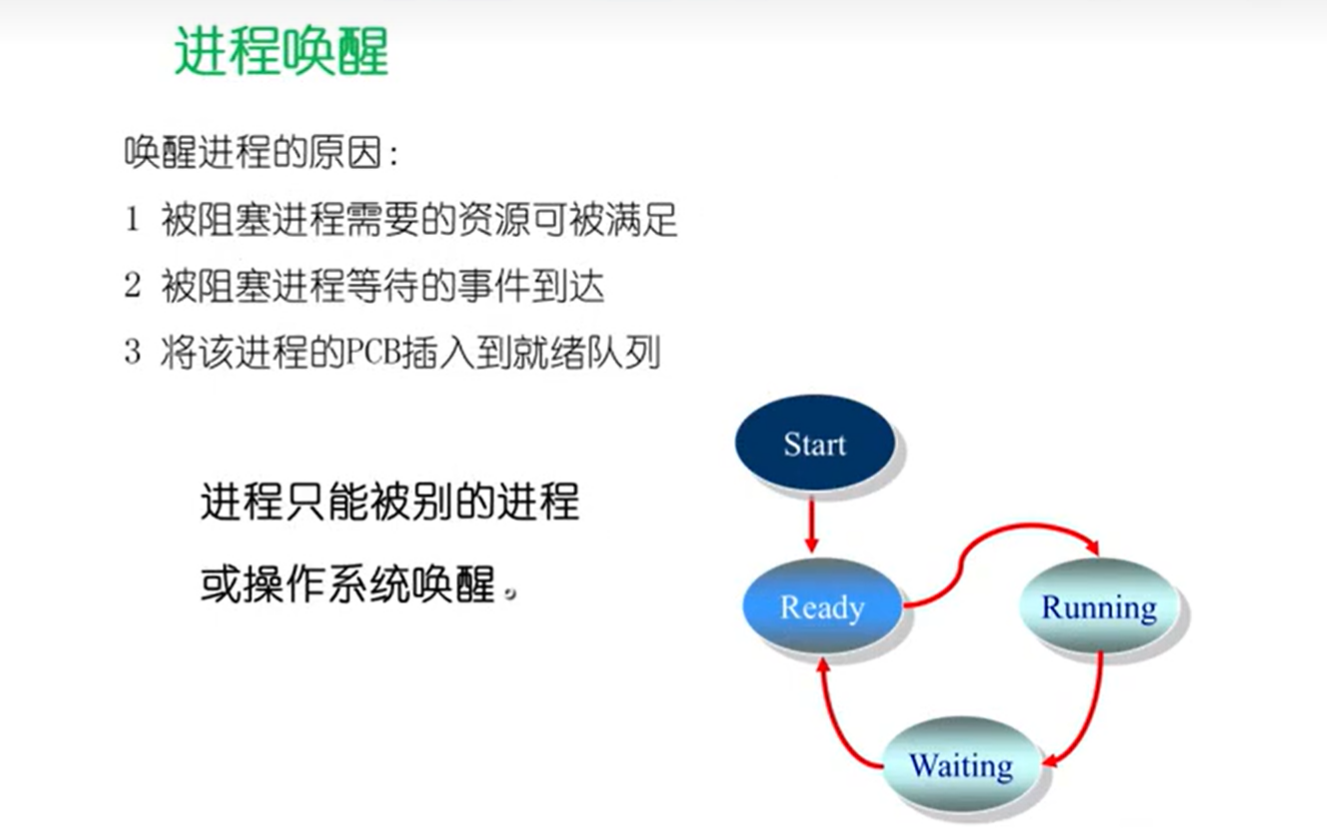 进程唤醒
唤醒进程的原因：
1 被阻塞进程需要的资源可被满足
2 被阻塞进程等待的事件到达
3 将该进程的PCB插入到就绪队列
进程只能被别的进程
或操作系统唤醒。
Start
Ready
Running
Waiting